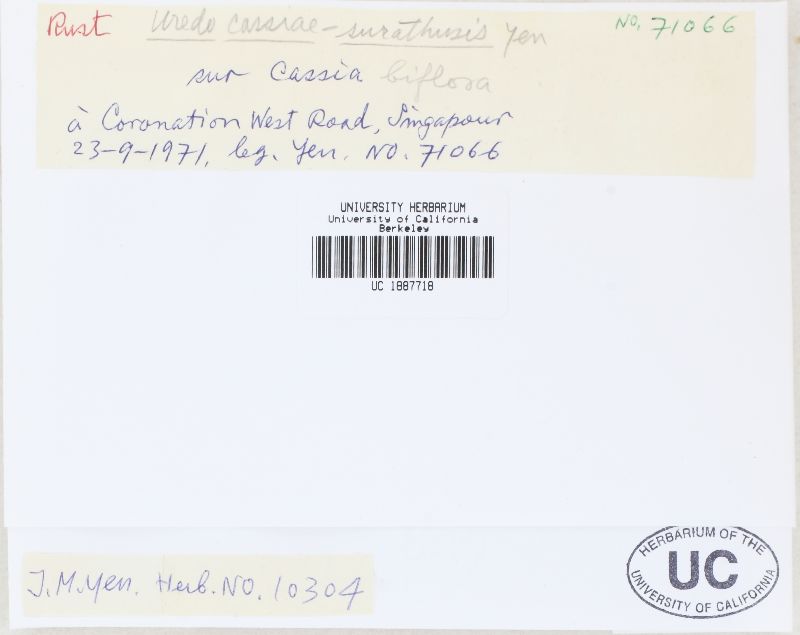 Rust Uredo cassiae-surathusis Yen No. 71066
sur Cassia biflora
à Coronation West Road, Singapour
23-9-1971, leg. Yen. NO. 71066
UNIVERSITY HERBARIUM
University of California
Berkeley
UC 1887718
J.M.Yen. Herb. NO. 10304
HERBARIUM OF THE
UC
UNIVERSITY OF CALIFORNIA